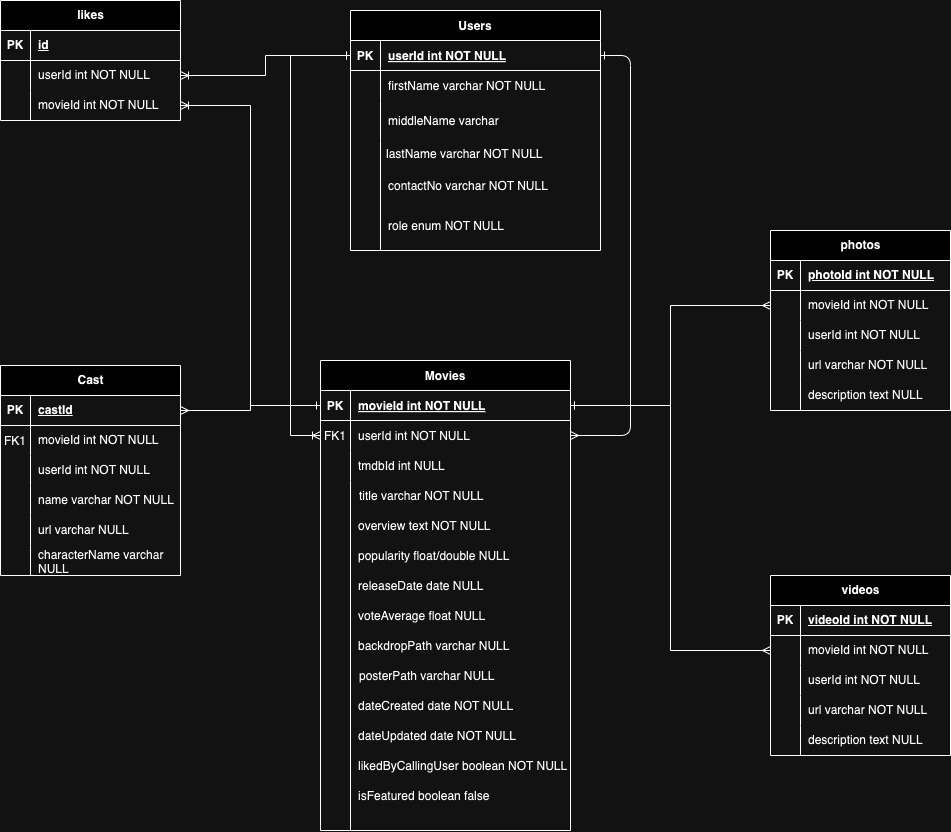 likes
PK id
userId int NOT NULL
movieId int NOT NULL
Users
PK userId int NOT NULL
firstName varchar NOT NULL
middleName varchar
lastName varchar NOT NULL
contactNo varchar NOT NULL
role enum NOT NULL
photos
PK photoId int NOT NULL
movieId int NOT NULL
userId int NOT NULL
url varchar NOT NULL
description text NULL
Cast
PK castId
FK1 movieId int NOT NULL
userId int NOT NULL
name varchar NOT NULL
url varchar NULL
characterName varchar
NULL
Movies
PK movieId int NOT NULL
FK1 userId int NOT NULL
tmdbId int NULL
title varchar NOT NULL
overview text NOT NULL
popularity float/double NULL
releaseDate date NULL
voteAverage float NULL
backdropPath varchar NULL
posterPath varchar NULL
dateCreated date NOT NULL
dateUpdated date NOT NULL
likedByCallingUser boolean NOT NULL
isFeatured boolean false
videos
PK videoId int NOT NULL
movieId int NOT NULL
userId int NOT NULL
url varchar NOT NULL
description text NULL